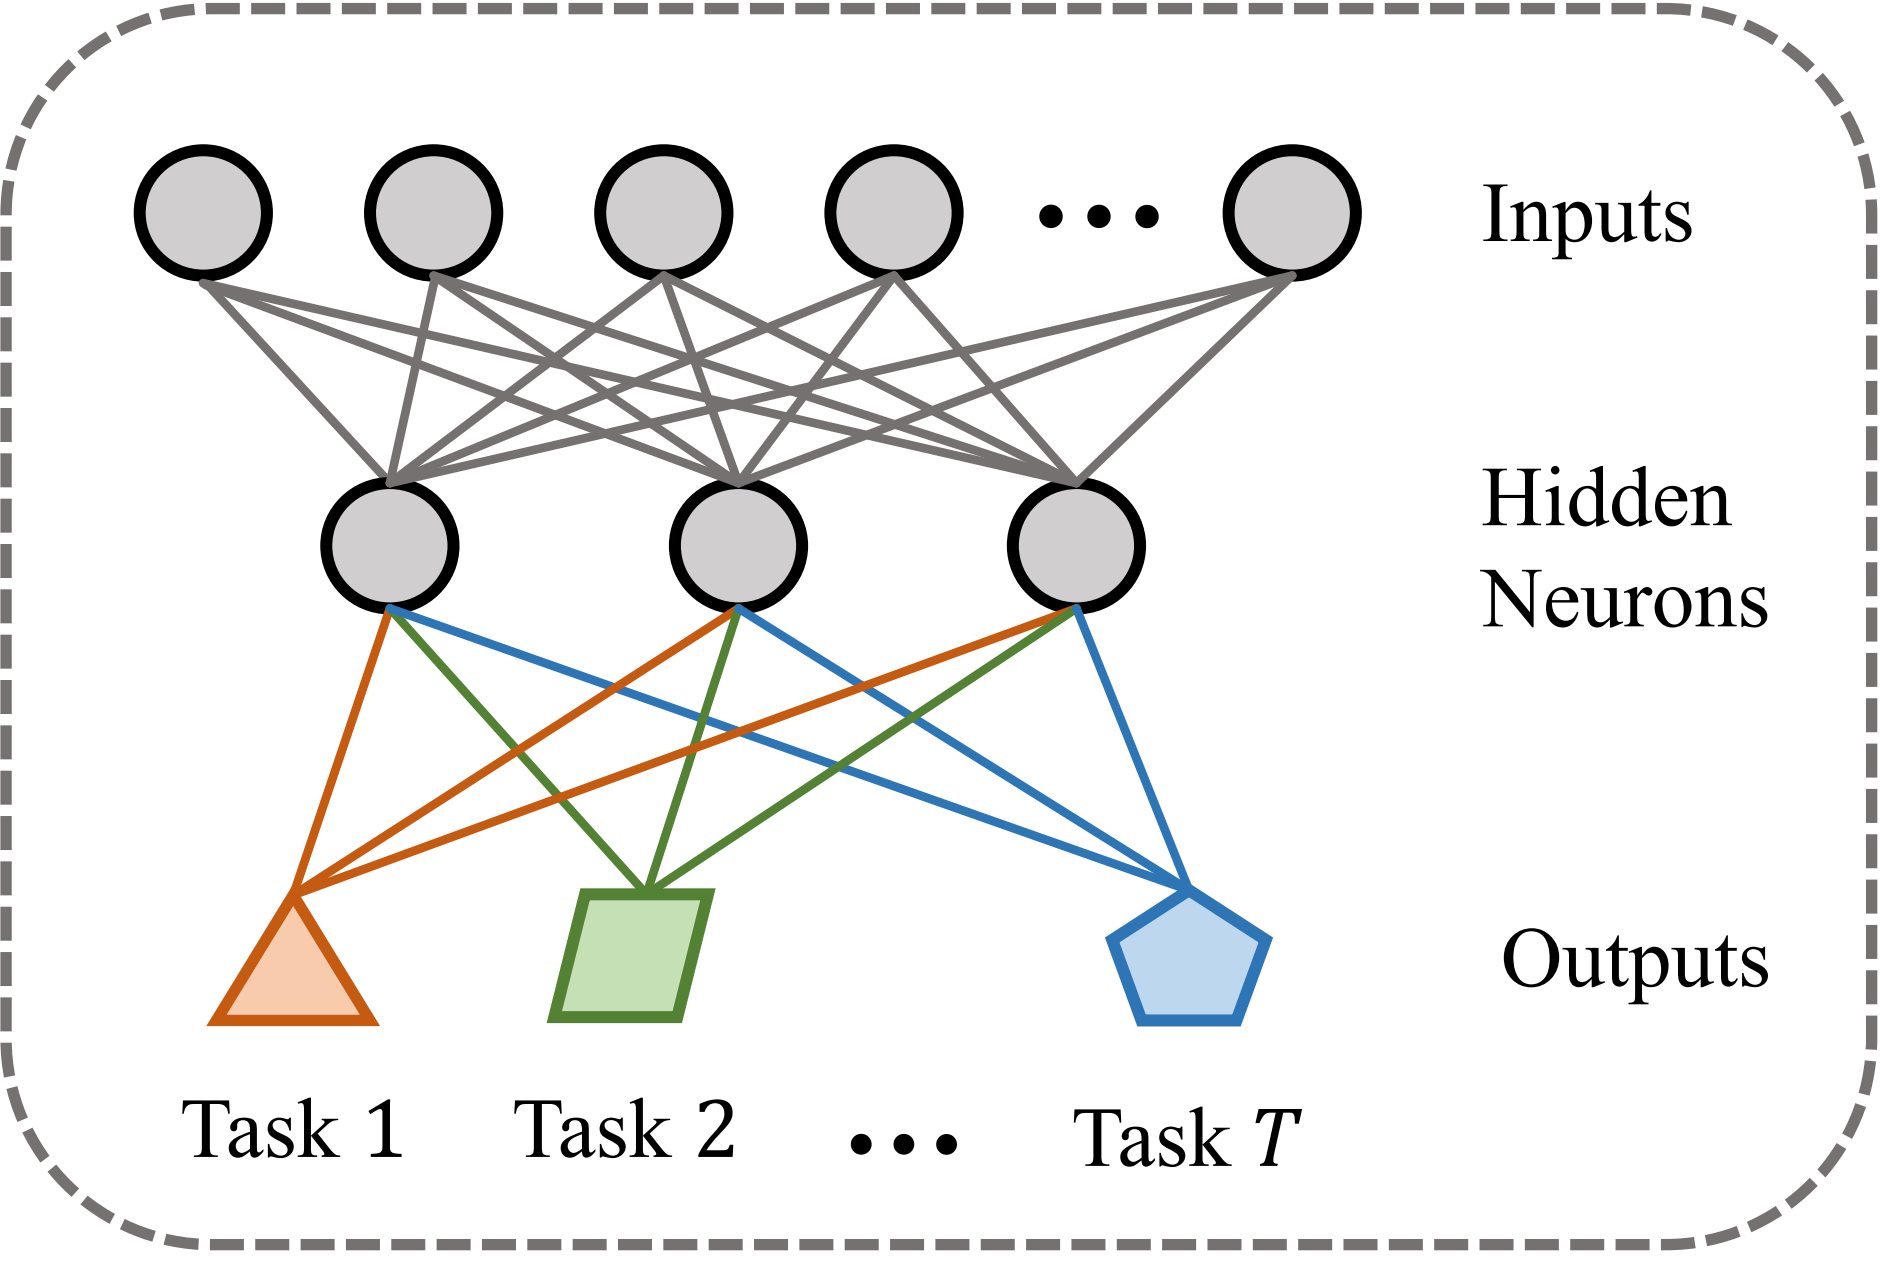 Inputs
Hidden
Neurons
Outputs
Task 1 Task 2 ••• Task T